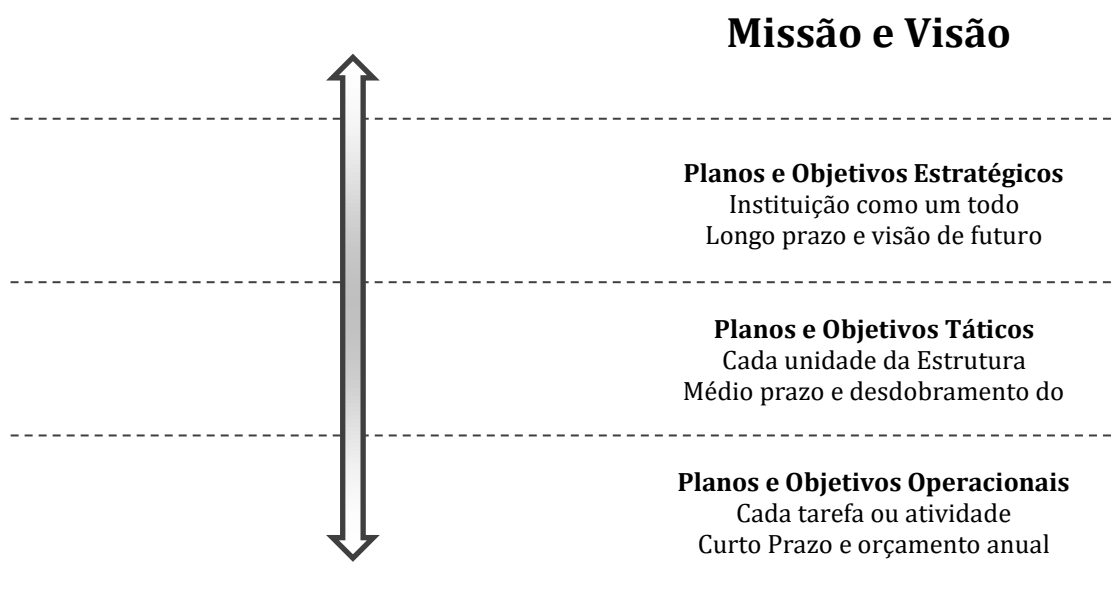 Missão e Visão
Planos e Objetivos Estratégicos
Instituição como um todo
Longo prazo e visão de futuro
Planos e Objetivos Táticos
Cada unidade da Estrutura
Médio prazo e desdobramento do
Planos e Objetivos Operacionais
Cada tarefa ou atividade
Curto Prazo e orçamento anual